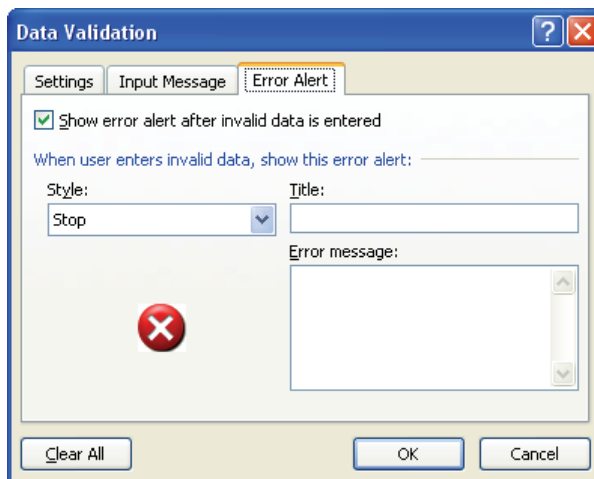 Data Validation
Settings Input Message Error Alert
Show error alert after invalid data is entered
When user enters invalid data, show this error alert:
Style: Title:
Stop
Error message:
Clear All OK Cancel